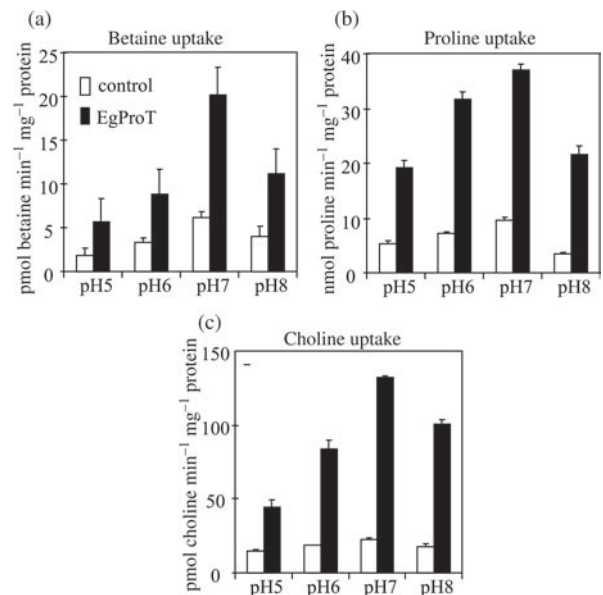 (a)
Betaine uptake
pmol betaine min⁻¹ mg⁻¹ protein
25
20
15
10
5
0
control
EgProT
pH5 pH6 pH7 pH8
(b)
Proline uptake
nmol proline min⁻¹ mg⁻¹ protein
40
30
20
10
0
pH5 pH6 pH7 pH8
(c)
Choline uptake
pmol choline min⁻¹ mg⁻¹ protein
150
100
50
0
pH5 pH6 pH7 pH8